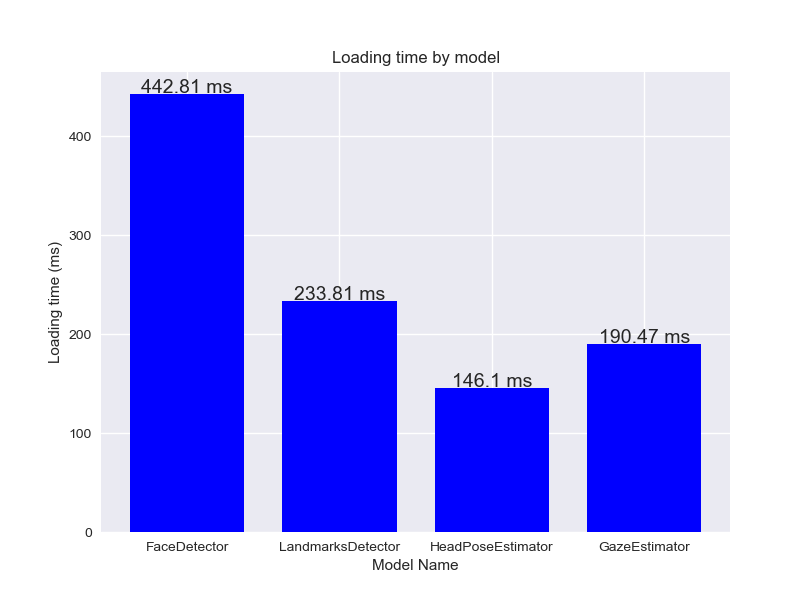 Loading time by model
442.81 ms
233.81 ms
146.1 ms
190.47 ms
400
300
200
100
0
Loading time (ms)
FaceDetector
LandmarksDetector
HeadPoseEstimator
GazeEstimator
Model Name